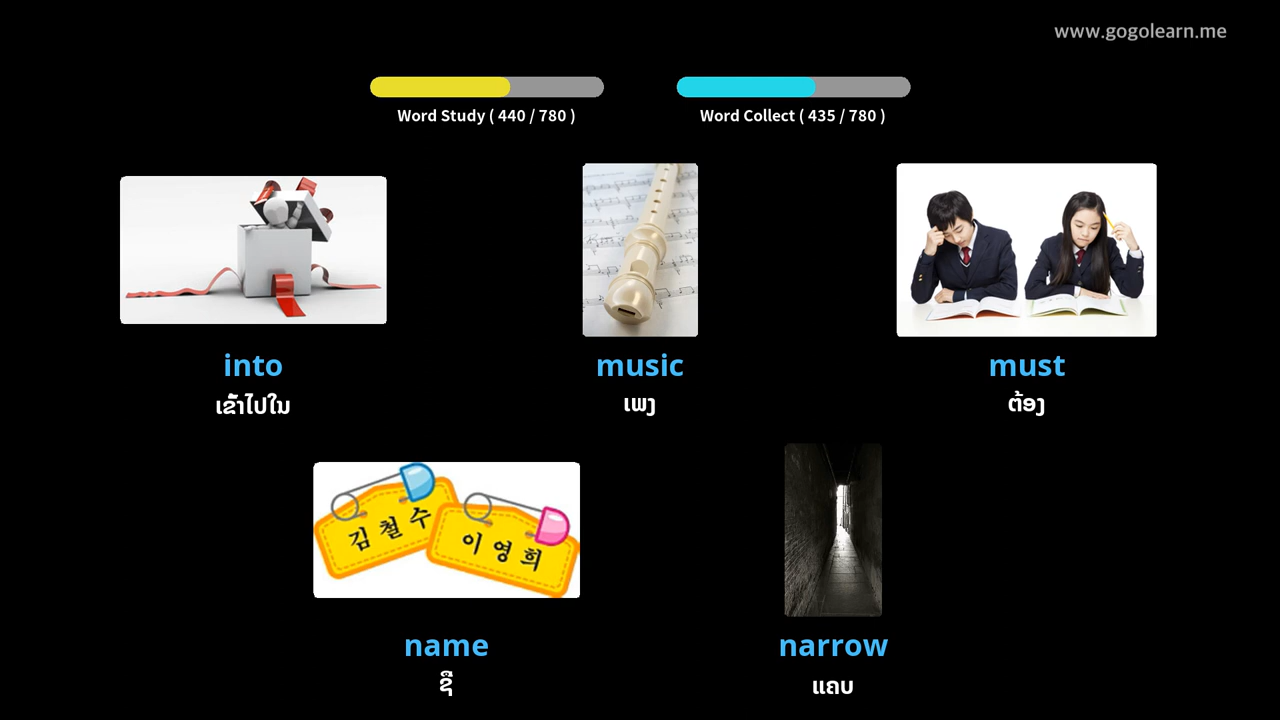 www.gogolearn.me
Word Study ( 440 / 780 )
Word Collect ( 435 / 780 )
into
ເຂົ້າໄປໃນ
music
ເພງ
must
ຕ້ອງ
김철수
이영희
name
ຊື່
narrow
ແຄບ